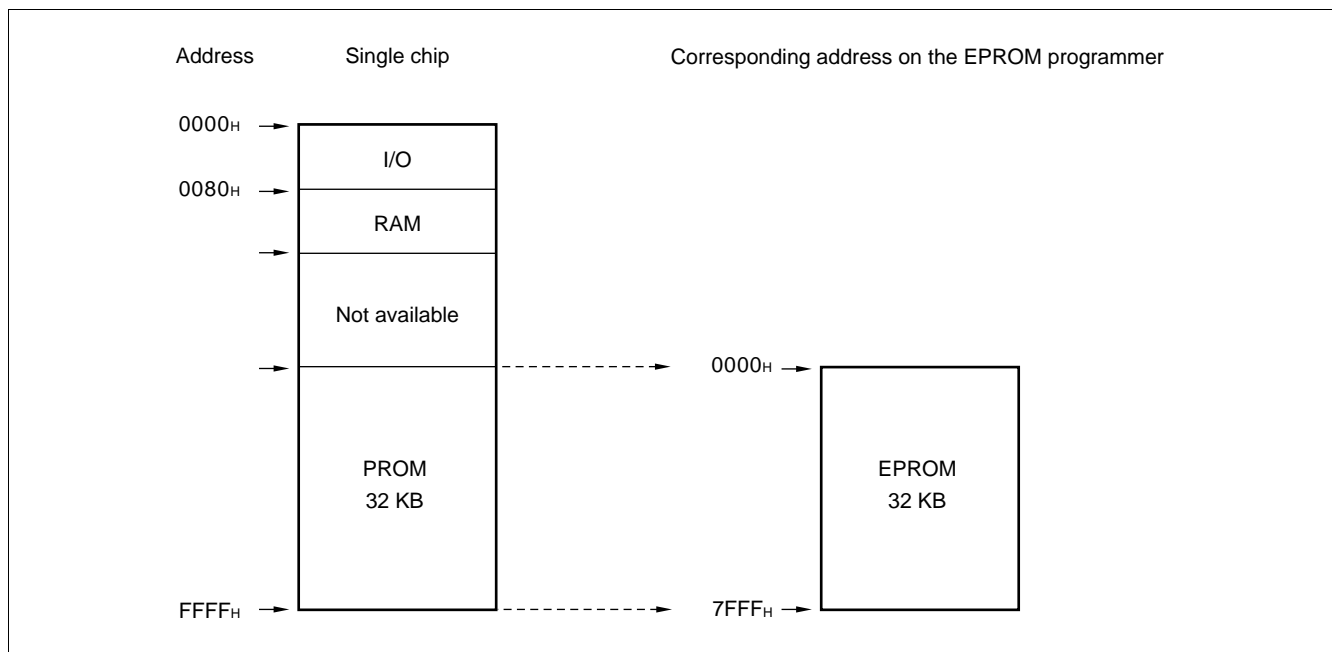 Address Single chip Corresponding address on the EPROM programmer
0000H
I/O
0080H
RAM
Not available
0000H
PROM EPROM
32 KB 32 KB
FFFFH 7FFFH